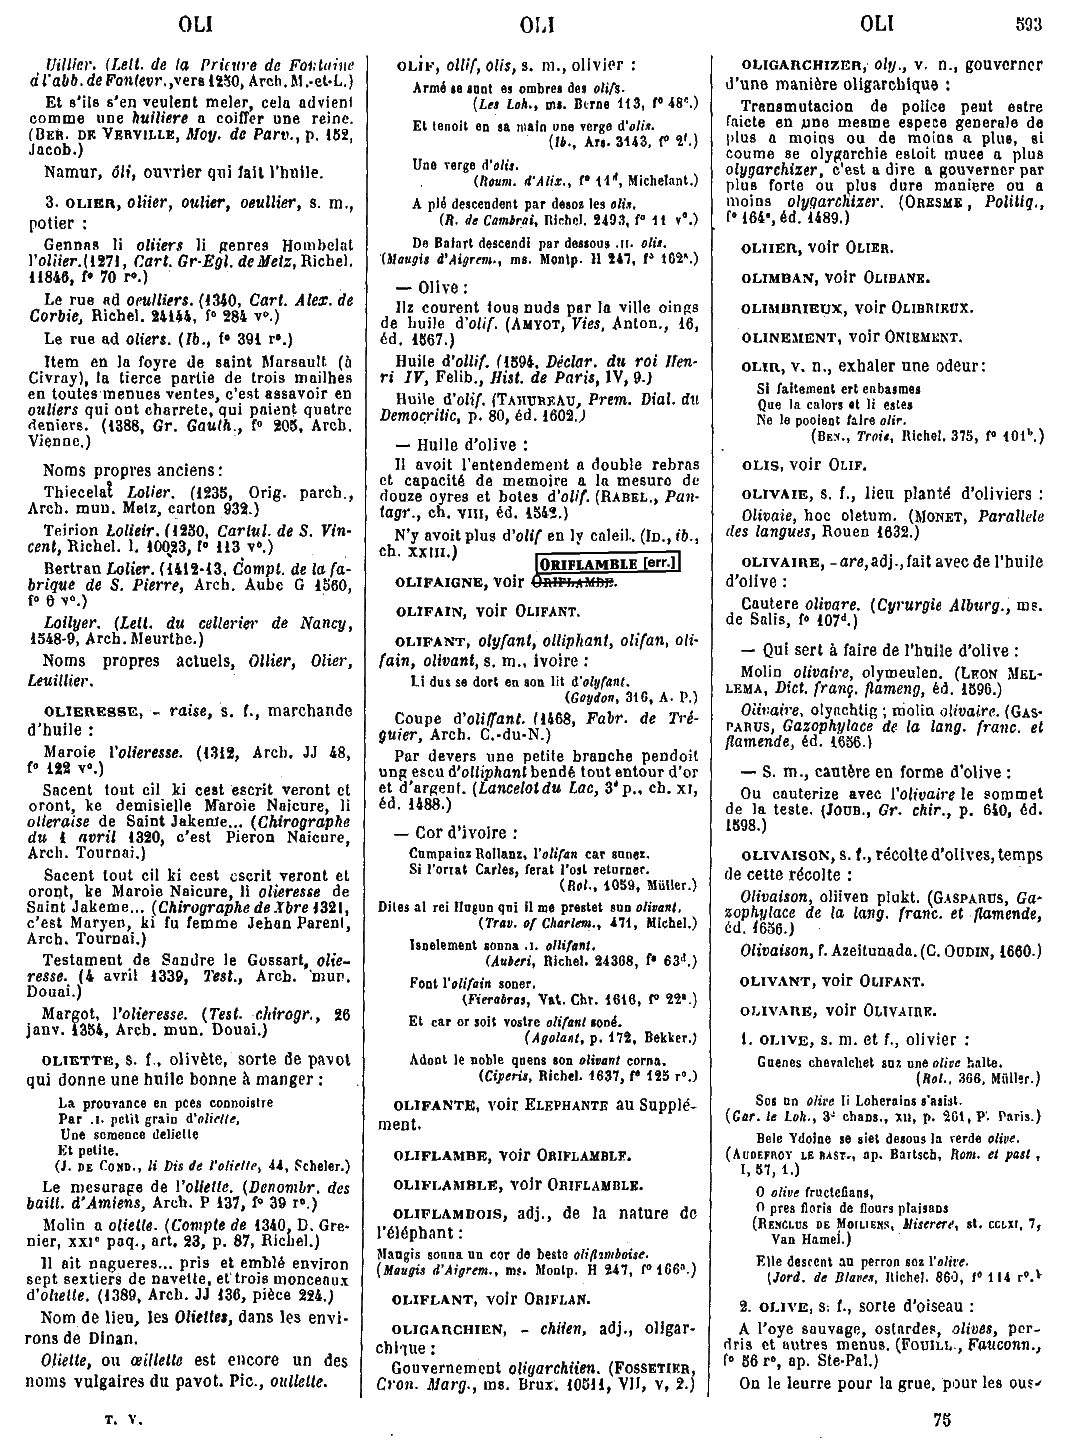 OLI
OLI
OLI
593
Uillier. (Lett. de la Prieure de Fontaine
à l'abb. de Fontevr., vers 1250, Arch. M.-et-L.)
Et s'ils s'en veulent meler, cela advient
comme une huiliere a coiffer une reine.
(BER. DE VERVILLE, Moy. de Parv., p. 152,
Jacob.)
Namur, óli, ouvrier qui fait l'huile.
3. OLIER, oliier, oulier, oeullier, s. m.,
potier :
Gennas li oliiers li genres Hombelat
l'oliier. (1271, Cart. Gr-Egl. de Metz, Richel.
11846, f° 70 r°.)
Le rue ad oeulliers. (1340, Cart. Alex. de
Corbie, Richel. 24144, f° 284 v°.)
Le rue ad oliers. (Ib., f° 391 r°.)
Item en la foyre de saint Marsault (à
Civray), la tierce partie de trois mailhes
en toutes menues ventes, c'est assavoir en
ouliers qui ont charrete, qui paient quatre
deniers. (1388, Gr. Gauth., f° 205, Arch.
Vienne.)
Noms propres anciens :
Thiecelat Lolier. (1235, Orig. parch.,
Arch. mun. Metz, carton 932.)
Teirion Lolieir. (1250, Cartul. de S. Vin-
cent, Richel. l. 10023, f° 113 v°.)
Bertran Lolier. (1412-13, Compt. de la fa-
brique de S. Pierre, Arch. Aube G 1560,
f° 6 v°.)
Loilyer. (Lett. du cellerier de Nancy,
1548-9, Arch. Meurthe.)
Noms propres actuels, Ollier, Olier,
Leuillier.
OLIERESSE, - raise, s. f., marchande
d'huile :
Maroie l'olieresse. (1312, Arch. JJ 48,
f° 122 v°.)
Sacent tout cil ki cest escrit veront et
oront, ke demisielle Maroie Naicure, li
olleraise de Saint Jakeme... (Chirographe
du 1 avril 1320, c'est Pieron Naicure,
Arch. Tournai.)
Sacent tout cil ki cest escrit veront et
oront, ke Maroie Naicure, li olieresse de
Saint Jakeme... (Chirographe de Xbre 1321,
c'est Maryen, ki fu femme Jehan Parent,
Arch. Tournai.)
Testament de Sandre le Gossart, olie-
resse. (4 avril 1339, Test., Arch. mun.
Douai.)
Margot, l'olieresse. (Test. chirogr., 26
janv. 1354, Arch. mun. Douai.)
OLIETTE, s. f., olivète, sorte de pavot
qui donne une huile bonne à manger :
La prouvance en poes connoistre
Par .I. petit grain d'oliette,
Une semence deliette
Et petite.
(J. DE COND., li Dis de l'oliette, 44, Scheler.)
Le mesurage de l'oliette. (Denombr. des
baill. d'Amiens, Arch. P 137, f° 39 r°.)
Molin a oliette. (Compte de 1340, D. Gre-
nier, XXI° paq., art. 23, p. 87, Richel.)
Il ait nagueres... pris et emblé environ
sept sextiers de navette, et trois monceaux
d'oliette. (1389, Arch. JJ 136, pièce 224.)
Nom de lieu, les Oliettes, dans les envi-
rons de Dinan.
Oliette, ou œillette est encore un des
noms vulgaires du pavot. Pic., oullette.
T. V.
OLIF, ollif, olis, s. m., olivier :
Armé se sunt es ombres des olifs.
(Les Loh., ms. Berne 113, f° 48ᶜ.)
Et tenoit en sa main une verge d'olis.
(Ib., Ars. 3143, f° 2ᶠ.)
Une verge d'olis.
(Roum. d'Alix., f° 11ᵈ, Michelant.)
A pié descendent par desoz les olis.
(R. de Cambrai, Richel. 2493, f° 11 v°.)
De Baiart descendi par dessous .II. olis.
(Maugis d'Aigrem., ms. Montp. H 247, f° 162ᵃ.)
— Olive :
Ilz courent tous nuds par la ville oings
de huile d'olif. (AMYOT, Vies, Anton., 16,
éd. 1567.)
Huile d'ollif. (1594, Déclar. du roi Hen-
ri IV, Felib., Hist. de Paris, IV, 9.)
Huile d'olif. (TAHUREAU, Prem. Dial. du
Democritic, p. 80, éd. 1602.)
— Huile d'olive :
Il avoit l'entendement a double rebras
et capacité de memoire a la mesure de
douze oyres et botes d'olif. (RABEL., Pan-
tagr., ch. VIII, éd. 1542.)
N'y avoit plus d'olif en ly caleil. (ID., ib.,
ch. XXIII.)
ORIFLAMBLE [err.]
OLIFAIGNE, voir ORIFLAMBE.
OLIFAIN, voir OLIFANT.
OLIFANT, olyfant, olliphant, olifan, oli-
fain, olivant, s. m., ivoire :
Li dus se dort en son lit d'olyfant.
(Gaydon, 316, A. P.)
Coupe d'oliffant. (1468, Fabr. de Tré-
guier, Arch. C.-du-N.)
Par devers une petite branche pendoit
ung escu d'olliphant bendé tout entour d'or
et d'argent. (Lancelot du Lac, 3° p., ch. XI,
éd. 1488.)
— Cor d'ivoire :
Cumpainz Rollanz, l'olifan car sunez.
Si l'orrat Carles, ferat l'ost returner.
(Rol., 1059, Müller.)
Dites al rei Hugun qui il me prestet sun olivant.
(Trav. of Charlem., 471, Michel.)
Isnelement sonna .I. ollifant.
(Auberi, Richel. 24368, f° 63ᵈ.)
Font l'olifain soner.
(Fierabras, Vat. Chr. 1616, f° 22ᵃ.)
Et car or soit vostre olifant soné.
(Agolant, p. 172, Bekker.)
Adont le noble quens son olivant corna.
(Ciperis, Richel. 1637, f° 125 r°.)
OLIFANTE, voir ELEPHANTE au Supplé-
ment.
OLIFLAMBE, voir ORIFLAMBLE.
OLIFLAMBLE, voir ORIFLAMBLE.
OLIFLAMBOIS, adj., de la nature de
l'éléphant :
Maugis sonna un cor de beste oliflamboise.
(Maugis d'Aigrem., ms. Montp. H 247, f° 166ᵃ.)
OLIFLANT, voir ORIFLAN.
OLIGARCHIEN, - chiien, adj., oligar-
chique :
Gouvernement oligarchiien. (FOSSETIER,
Cron. Marg., ms. Brux. 10511, VII, V, 2.)
OLIGARCHIZER, oly., v. n., gouverner
d'une manière oligarchique :
Transmutacion de police peut estre
faicte en une mesme espece generale de
plus a moins ou de moins a plus, si
coume se olygarchie estoit muee a plus
olygarchizer, c'est a dire a gouverner par
plus forte ou plus dure maniere ou a
moins olygarchizer. (ORESME, Politiq.,
f° 164ᵃ, éd. 1489.)
OLIIER, voir OLIER.
OLIMBAN, voir OLIBANE.
OLIMBRIEUX, voir OLIBRIEUX.
OLINEMENT, voir ONIEMENT.
OLIR, v. n., exhaler une odeur :
Si faitement ert enbasmes
Que la calors et li estes
Ne le pooient faire olir.
(BEN., Troie, Richel. 375, f° 101ᵇ.)
OLIS, voir OLIF.
OLIVAIE, s. f., lieu planté d'oliviers :
Olivaie, hoc oletum. (MONET, Parallele
des langues, Rouen 1632.)
OLIVAIRE, - are, adj., fait avec de l'huile
d'olive :
Cautere olivare. (Cyrurgie Alburg., ms.
de Salis, f° 107ᵈ.)
— Qui sert à faire de l'huile d'olive :
Molin olivaire, olymeulen. (LEON MEL-
LEMA, Dict. franç. flameng, éd. 1596.)
Olivaire, olynchtig ; molin olivaire. (GAS-
PARUS, Gazophylace de la lang. franc. et
flamende, éd. 1656.)
— S. m., cautère en forme d'olive :
Ou cauterize avec l'olivaire le sommet
de la teste. (JOUB., Gr. chir., p. 640, éd.
1598.)
OLIVAISON, s. f., récolte d'olives, temps
de cette récolte :
Olivaison, oliiven plukt. (GASPARUS, Ga-
zophylace de la lang. franc. et flamende,
éd. 1656.)
Olivaison, f. Azeitunada. (C. OUDIN, 1660.)
OLIVANT, voir OLIFANT.
OLIVARE, voir OLIVAIRE.
1. OLIVE, s. m. et f., olivier :
Guenes chevalchet suz une olive halte.
(Rol., 366, Müller.)
Sos un olive li Loherains s'asist.
(Gar. le Loh., 3° chans., XII, p. 261, P. Paris.)
Bele Ydoine se siet desous la verde olive.
(AUDEFROY LE BAST., ap. Bartsch, Rom. et past.,
I, 57, 1.)
O olive fructefians,
O pres floris de flours plaisans
(RENCLUS DE MOILIENS, Miserere, st. CCLXI, 7,
Van Hamel.)
Elle descent au perron soz l'olive.
(Jord. de Blaves, Richel. 860, f° 114 r°.)
2. OLIVE, s. f., sorte d'oiseau :
A l'oye sauvage, ostardes, olives, per-
dris et autres menus. (FOUILL., Fauconn.,
f° 56 r°, ap. Ste-Pal.)
On le leurre pour la grue, pour les ous-
75